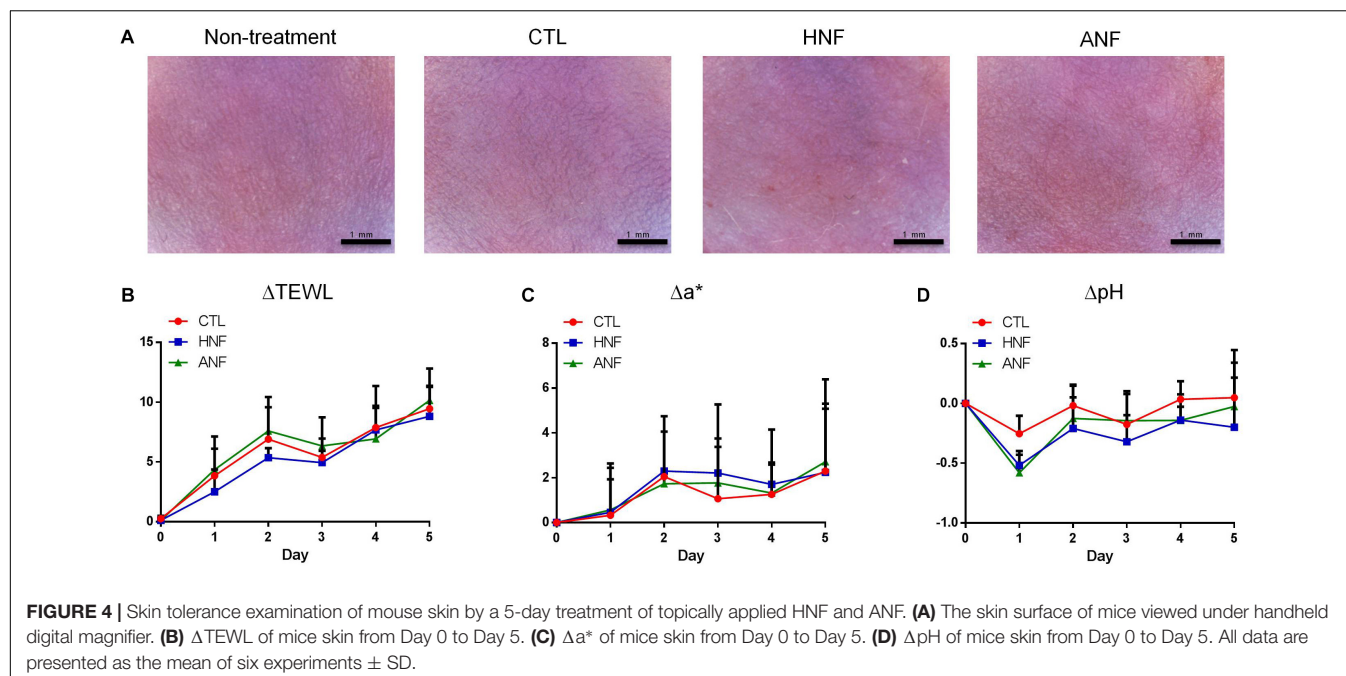 A
Non-treatment
CTL
HNF
ANF
1 mm
1 mm
1 mm
1 mm
B
ΔTEWL
CTL
HNF
ANF
15
10
5
0
0 1 2 3 4 5
Day
C
Δa*
CTL
HNF
ANF
8
6
4
2
0
0 1 2 3 4 5
Day
D
ΔpH
CTL
HNF
ANF
0.5
0.0
-0.5
-1.0
0 1 2 3 4 5
Day
FIGURE 4 | Skin tolerance examination of mouse skin by a 5-day treatment of topically applied HNF and ANF. (A) The skin surface of mice viewed under handheld
digital magnifier. (B) ΔTEWL of mice skin from Day 0 to Day 5. (C) Δa* of mice skin from Day 0 to Day 5. (D) ΔpH of mice skin from Day 0 to Day 5. All data are
presented as the mean of six experiments ± SD.